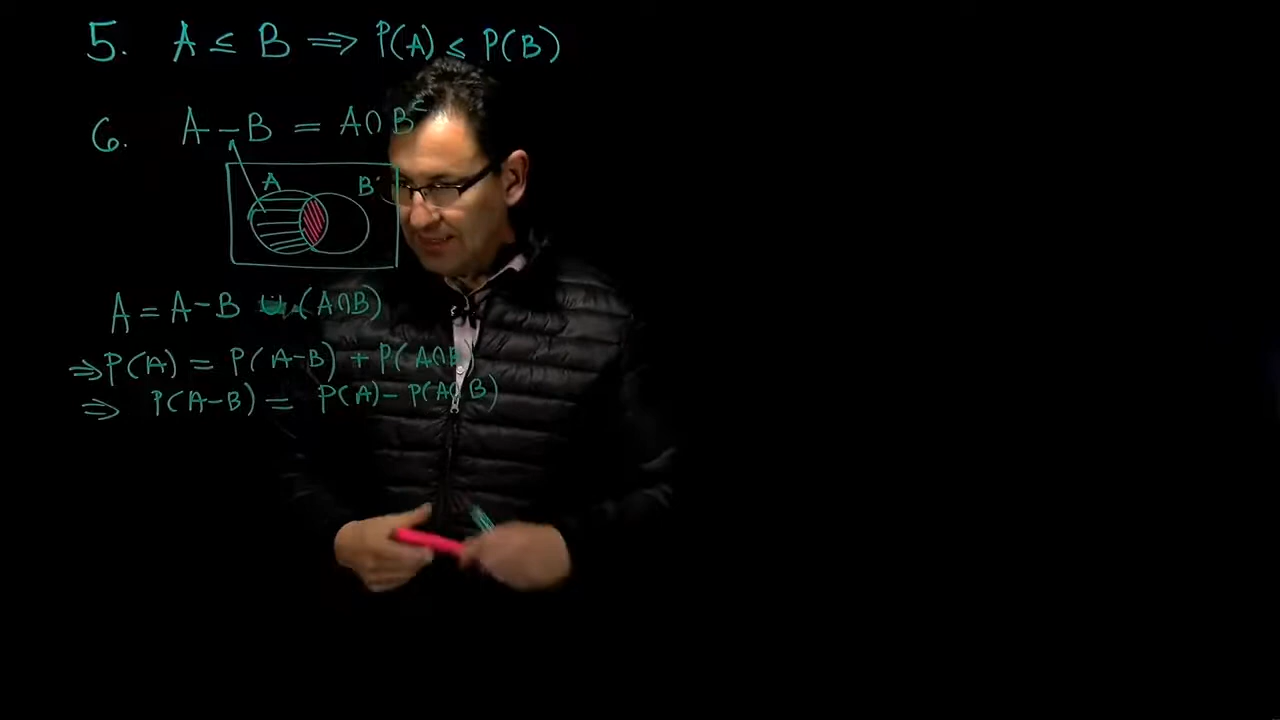 5. A ≤ B ⟹ P(A) ≤ P(B)
6. A - B = A∩B^c
A B
A = A - B ∪ (A∩B)
⇒ P(A) = P(A-B) + P(A∩B)
⇒ P(A-B) = P(A) - P(A∩B)